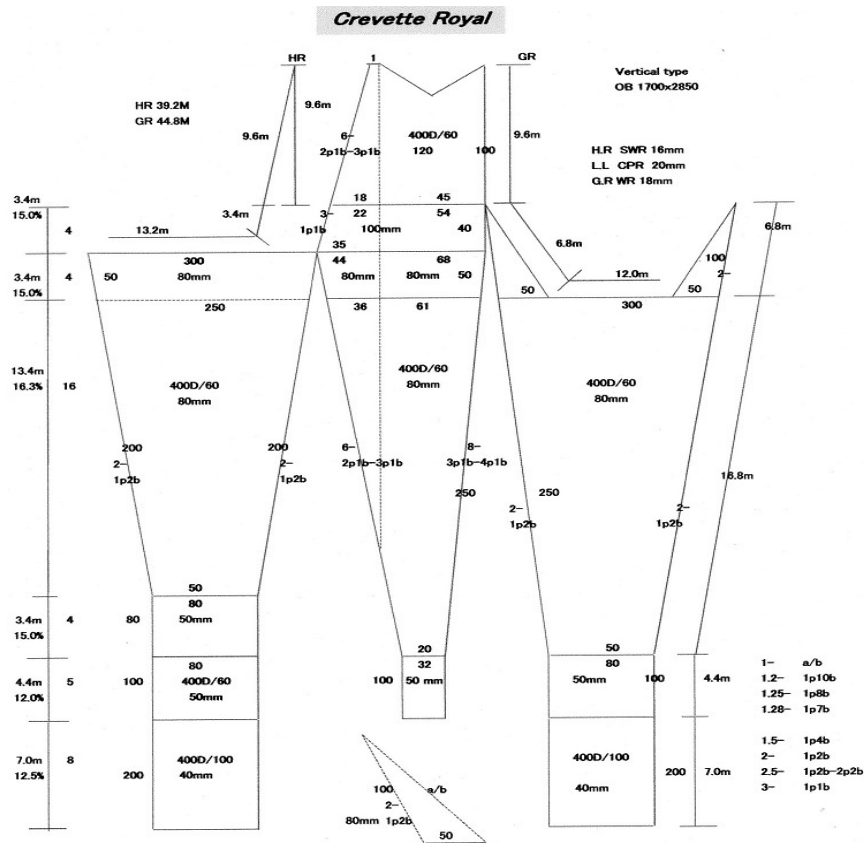 Crevette Royal
HR 1 GR
Vertical type
OB 1700x2850
HR 39.2M
GR 44.8M
9.6m
9.6m
6-
2p1b-3p1b
400D/60
120 100
9.6m
H.R SWR 16mm
L.L CPR 20mm
G.R WR 18mm
3.4m
15.0%
4
13.2m
3.4m
18 45
3- 22 54
1p1b 100mm 40
35
6.8m
12.0m
6.8m
3.4m
15.0%
4
300
50 80mm
250
44 68
80mm 80mm 50
36 61
50
100
2-
50
300
13.4m
16.3%
16
400D/60
80mm
400D/60
80mm
400D/60
80mm
200
2-
1p2b
200
2-
1p2b
6-
2p1b-3p1b
8-
3p1b-4p1b
250
2-
1p2b
250
2-
1p2b
16.8m
50
3.4m
15.0%
4
80
80
50mm
20
50
4.4m
12.0%
5
100
80
400D/60
50mm
32
100 50 mm
80
50mm 100
4.4m
1- a/b
1.2- 1p10b
1.25- 1p8b
1.28- 1p7b
1.5- 1p4b
2- 1p2b
2.5- 1p2b-2p2b
3- 1p1b
7.0m
12.5%
8
200
400D/100
40mm
100 a/b
2-
80mm 1p2b
50
400D/100
40mm
200
7.0m